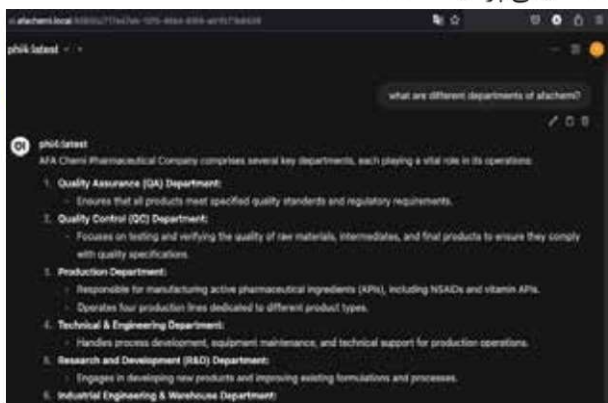 phi4:latest
what are different departments of afachemi?
OI
phi4:latest
AFA Chemi Pharmaceutical Company comprises several key departments, each playing a vital role in its operations:
1. Quality Assurance (QA) Department:
Ensures that all products meet specified quality standards and regulatory requirements.
2. Quality Control (QC) Department:
Focuses on testing and verifying the quality of raw materials, intermediates, and final products to ensure they comply
with quality specifications.
3. Production Department:
Responsible for manufacturing active pharmaceutical ingredients (APIs), including NSAIDs and vitamin APIs.
Operates four production lines dedicated to different product types.
4. Technical & Engineering Department:
Handles process development, equipment maintenance, and technical support for production operations.
5. Research and Development (R&D) Department:
Engages in developing new products and improving existing formulations and processes.
6. Industrial Engineering & Warehouse Department: